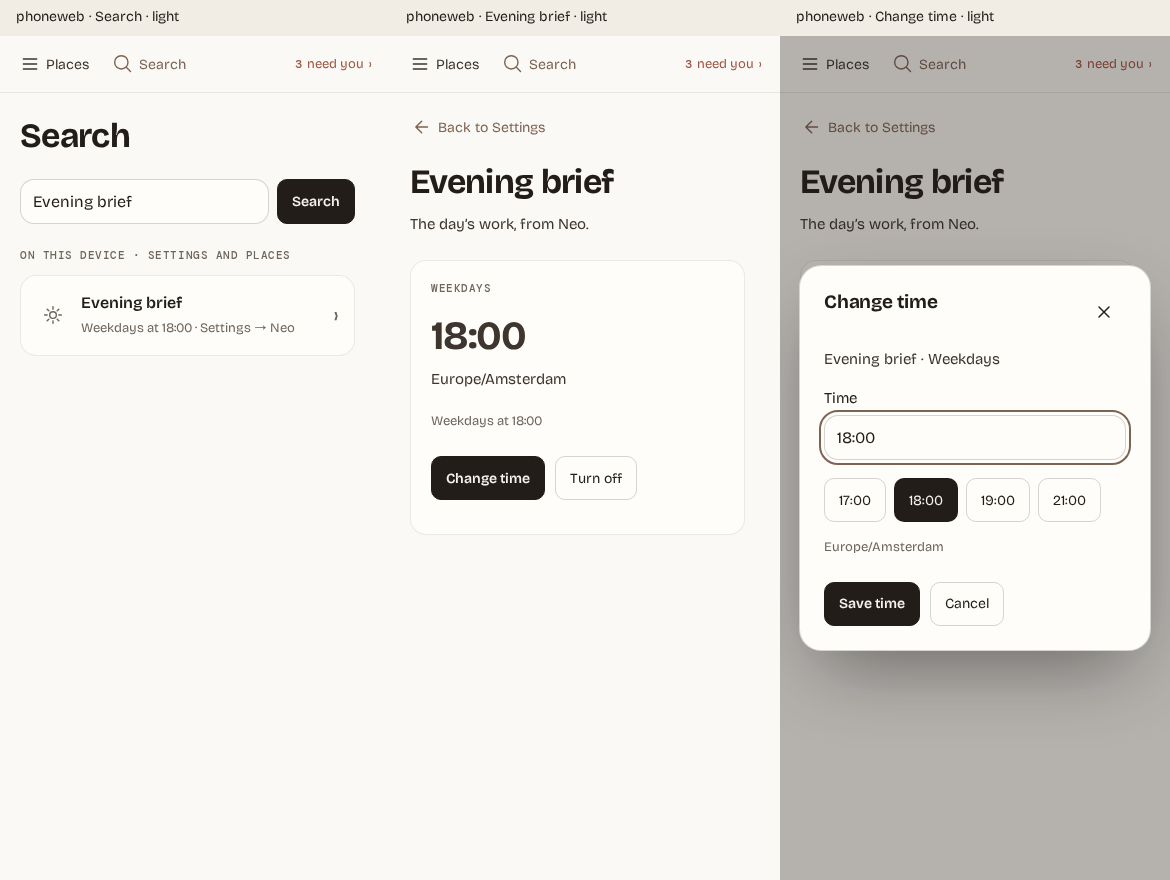 phoneweb · Search · light
Places
Search
3 need you ›
Search
Evening brief
Search
ON THIS DEVICE · SETTINGS AND PLACES
Evening brief
Weekdays at 18:00 · Settings → Neo
›
phoneweb · Evening brief · light
Places
Search
3 need you ›
← Back to Settings
Evening brief
The day’s work, from Neo.
WEEKDAYS
18:00
Europe/Amsterdam
Weekdays at 18:00
Change time
Turn off
phoneweb · Change time · light
Places
Search
3 need you ›
← Back to Settings
Evening brief
The day’s work, from Neo.
Change time
Evening brief · Weekdays
Time
18:00
17:00
18:00
19:00
21:00
Europe/Amsterdam
Save time
Cancel